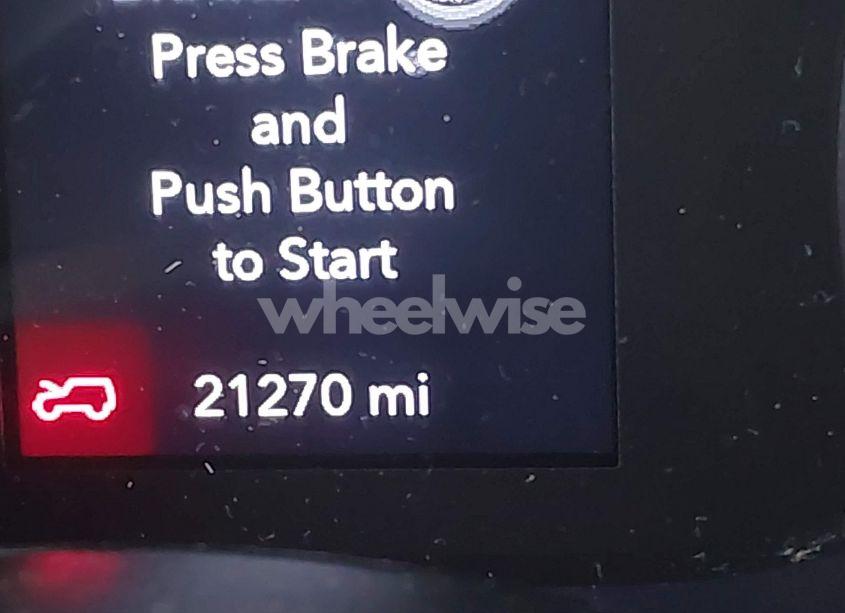 Press Brake
and
Push Button
to Start
wheelwise
21270 mi